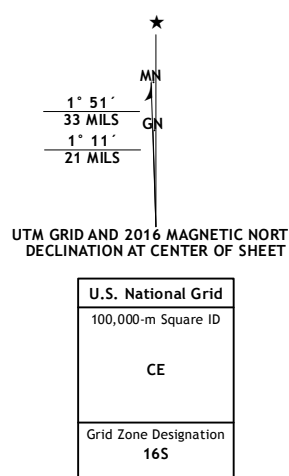 ★
MN
1° 51´
33 MILS
GN
1° 11´
21 MILS
UTM GRID AND 2016 MAGNETIC NORT
DECLINATION AT CENTER OF SHEET
U.S. National Grid
100,000-m Square ID
CE
Grid Zone Designation
16S